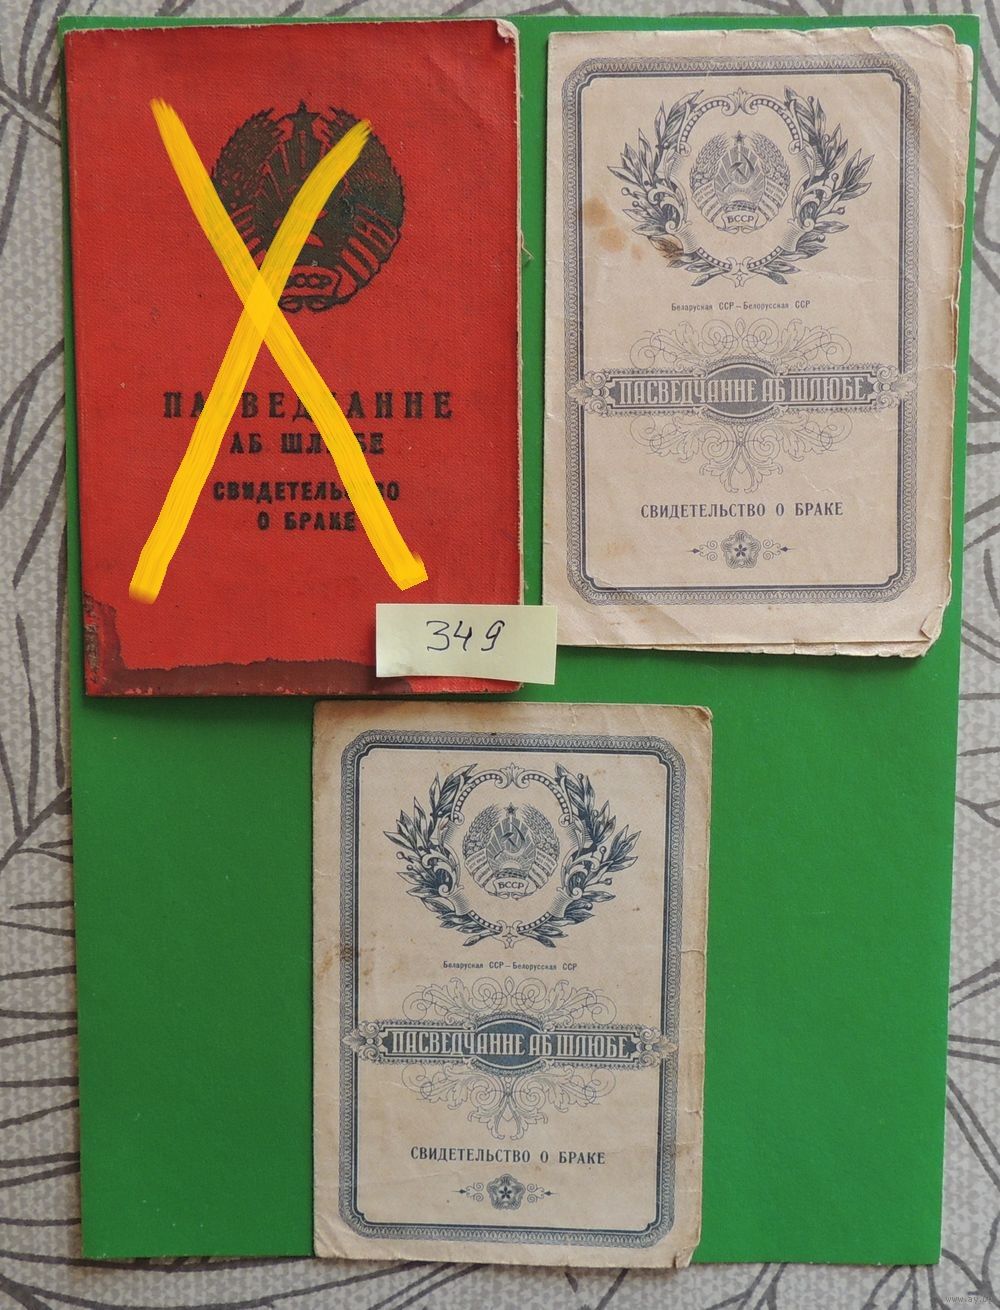 БССР
ПАСВЕДЧАННЕ
АБ ШЛЮБЕ
СВИДЕТЕЛЬСТВО
О БРАКЕ
349
БССР
Беларуская ССР — Белорусская ССР
ПАСВЕДЧАННЕ АБ ШЛЮБЕ
СВИДЕТЕЛЬСТВО О БРАКЕ
БССР
Беларуская ССР — Белорусская ССР
ПАСВЕДЧАННЕ АБ ШЛЮБЕ
СВИДЕТЕЛЬСТВО О БРАКЕ